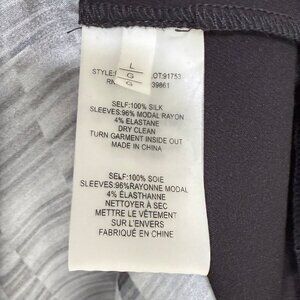 L
G
G
STYLE: LOT:91753
RN 39861
SELF:100% SILK
SLEEVES:96% MODAL RAYON
4% ELASTANE
DRY CLEAN
TURN GARMENT INSIDE OUT
MADE IN CHINA
SELF:100% SOIE
SLEEVES:96%RAYONNE MODAL
4% ÉLASTHANNE
NETTOYER À SEC
METTRE LE VÊTEMENT
SUR L'ENVERS
FABRIQUÉ EN CHINE